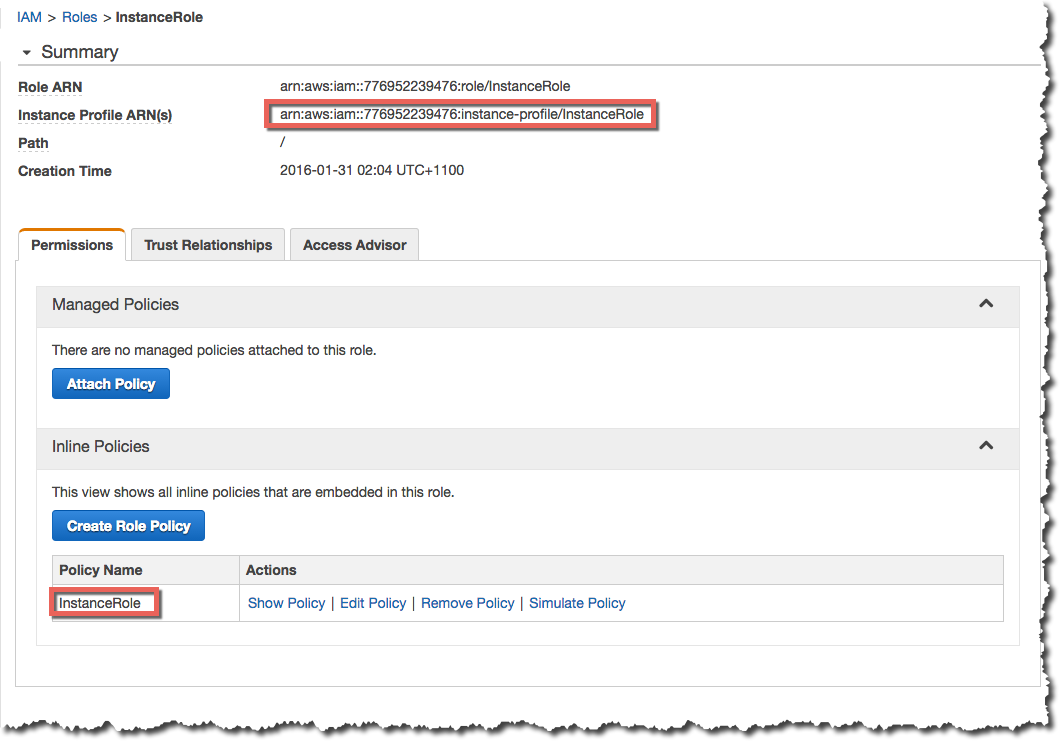 IAM > Roles > InstanceRole
Summary
Role ARN arn:aws:iam::776952239476:role/InstanceRole
Instance Profile ARN(s) arn:aws:iam::776952239476:instance-profile/InstanceRole
Path /
Creation Time 2016-01-31 02:04 UTC+1100
Permissions Trust Relationships Access Advisor
Managed Policies
There are no managed policies attached to this role.
Attach Policy
Inline Policies
This view shows all inline policies that are embedded in this role.
Create Role Policy
Policy Name Actions
InstanceRole Show Policy | Edit Policy | Remove Policy | Simulate Policy